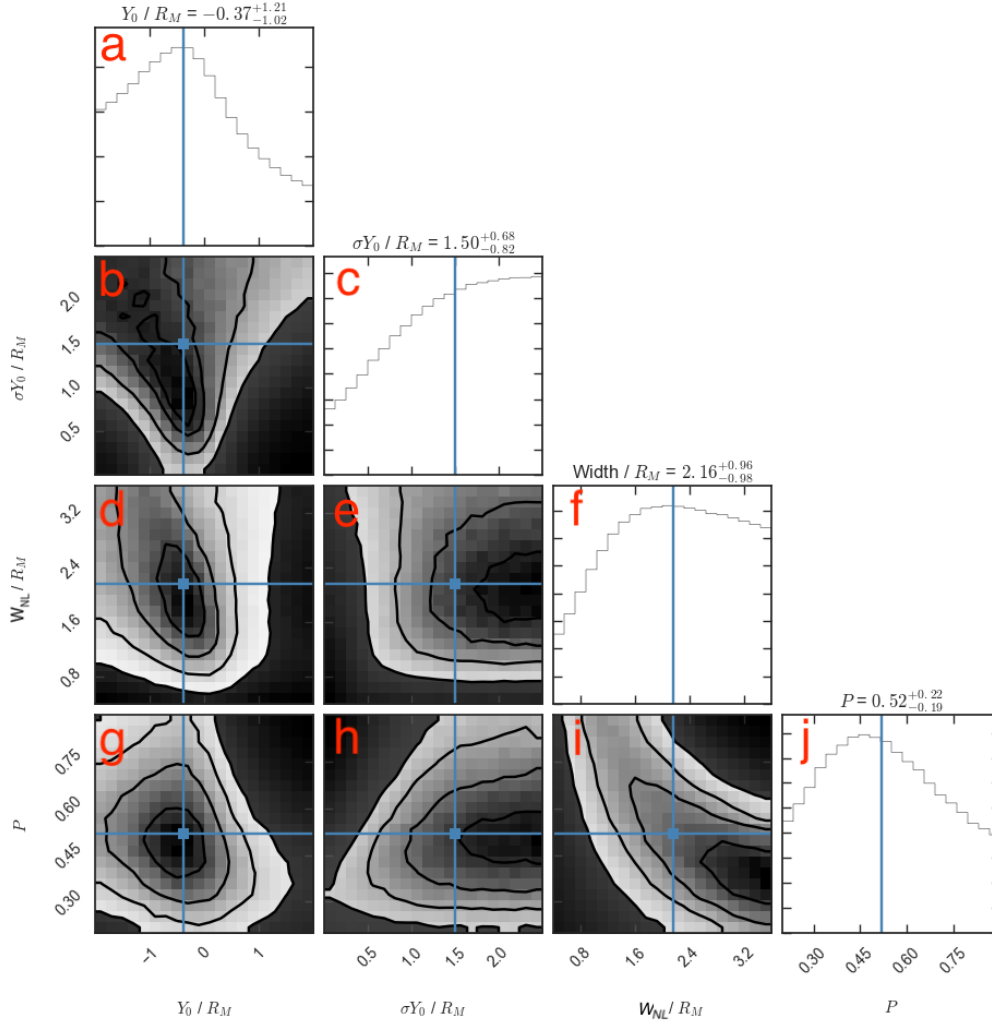 Y₀ / R_M = −0.37^{+1.21}_{−1.02}
a
σY₀ / R_M = 1.50^{+0.68}_{−0.82}
b
c
2.0
1.5
1.0
0.5
σY₀ / R_M
Width / R_M = 2.16^{+0.96}_{−0.98}
d
e
f
3.2
2.4
1.6
0.8
W_NL / R_M
P = 0.52^{+0.22}_{−0.19}
g
h
i
j
0.75
0.60
0.45
0.30
P
-1 0 1
0.5 1.0 1.5 2.0
0.8 1.6 2.4 3.2
0.30 0.45 0.60 0.75
Y₀ / R_M
σY₀ / R_M
W_NL / R_M
P